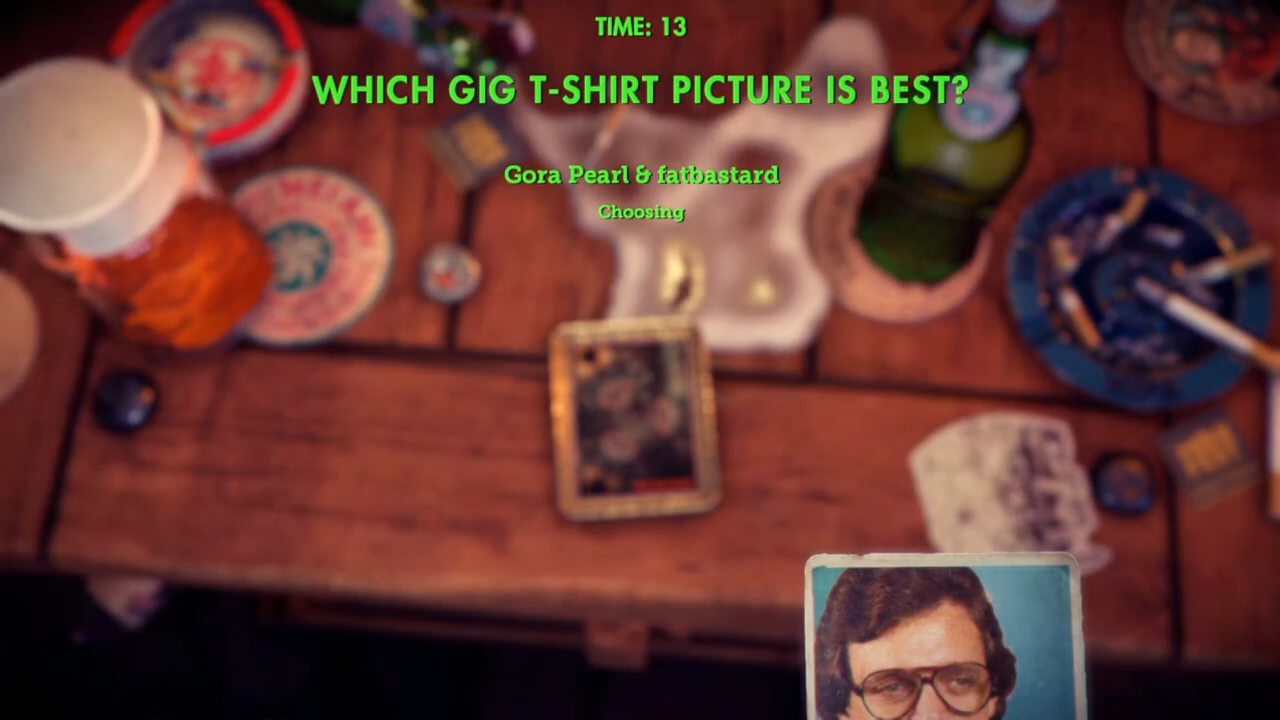 TIME: 13
WHICH GIG T-SHIRT PICTURE IS BEST?
Gora Pearl & fatbastard
Choosing